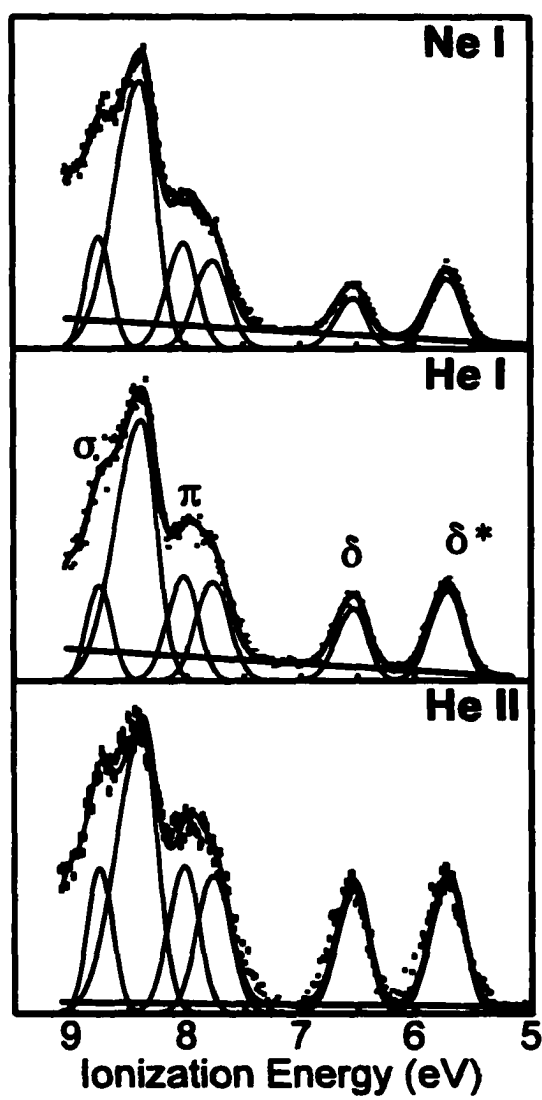 Ne I
He I
σ
π
δ
δ*
He II
9 8 7 6 5
Ionization Energy (eV)